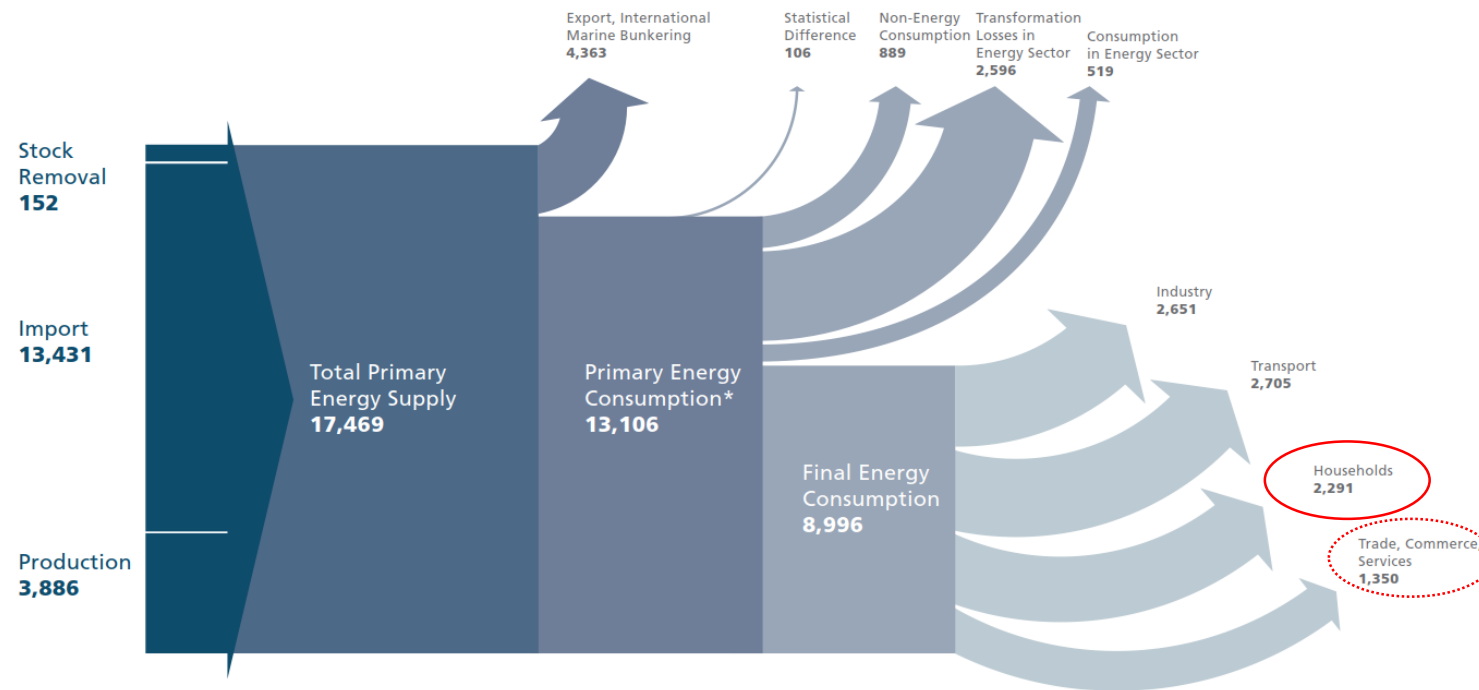 Export, International
Marine Bunkering
4,363
Statistical
Difference
106
Non-Energy
Consumption
889
Transformation
Losses in
Energy Sector
2,596
Consumption
in Energy Sector
519
Stock
Removal
152
Import
13,431
Production
3,886
Total Primary
Energy Supply
17,469
Primary Energy
Consumption*
13,106
Final Energy
Consumption
8,996
Industry
2,651
Transport
2,705
Households
2,291
Trade, Commerce,
Services
1,350